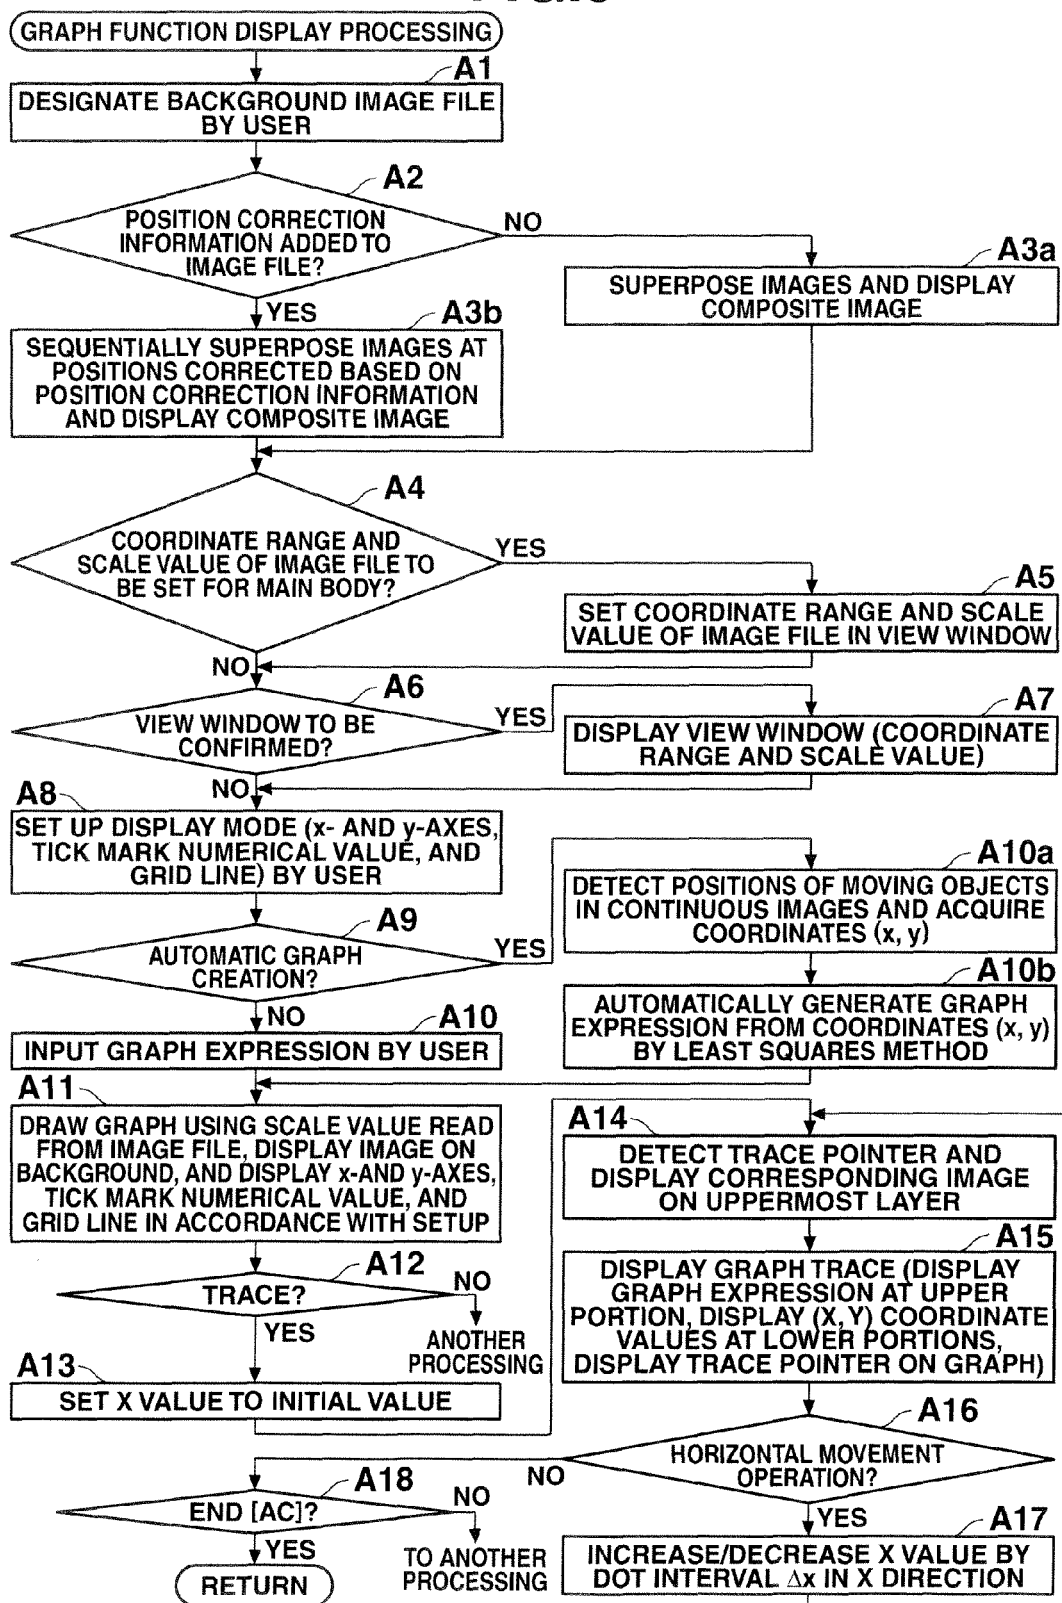 GRAPH FUNCTION DISPLAY PROCESSING
A1
DESIGNATE BACKGROUND IMAGE FILE
BY USER
A2
POSITION CORRECTION
INFORMATION ADDED TO
IMAGE FILE?
NO
YES
A3a
SUPERPOSE IMAGES AND DISPLAY
COMPOSITE IMAGE
A3b
SEQUENTIALLY SUPERPOSE IMAGES AT
POSITIONS CORRECTED BASED ON
POSITION CORRECTION INFORMATION
AND DISPLAY COMPOSITE IMAGE
A4
COORDINATE RANGE AND
SCALE VALUE OF IMAGE FILE TO
BE SET FOR MAIN BODY?
YES
NO
A5
SET COORDINATE RANGE AND SCALE
VALUE OF IMAGE FILE IN VIEW WINDOW
A6
VIEW WINDOW TO BE
CONFIRMED?
YES
NO
A7
DISPLAY VIEW WINDOW (COORDINATE
RANGE AND SCALE VALUE)
A8
SET UP DISPLAY MODE (x- AND y-AXES,
TICK MARK NUMERICAL VALUE, AND
GRID LINE) BY USER
A9
AUTOMATIC GRAPH
CREATION?
YES
NO
A10a
DETECT POSITIONS OF MOVING OBJECTS
IN CONTINUOUS IMAGES AND ACQUIRE
COORDINATES (x, y)
A10b
AUTOMATICALLY GENERATE GRAPH
EXPRESSION FROM COORDINATES (x, y)
BY LEAST SQUARES METHOD
A10
INPUT GRAPH EXPRESSION BY USER
A11
DRAW GRAPH USING SCALE VALUE READ
FROM IMAGE FILE, DISPLAY IMAGE ON
BACKGROUND, AND DISPLAY x-AND y-AXES,
TICK MARK NUMERICAL VALUE, AND
GRID LINE IN ACCORDANCE WITH SETUP
A12
TRACE?
NO
ANOTHER
PROCESSING
YES
A13
SET X VALUE TO INITIAL VALUE
A14
DETECT TRACE POINTER AND
DISPLAY CORRESPONDING IMAGE
ON UPPERMOST LAYER
A15
DISPLAY GRAPH TRACE (DISPLAY
GRAPH EXPRESSION AT UPPER
PORTION, DISPLAY (X, Y) COORDINATE
VALUES AT LOWER PORTIONS,
DISPLAY TRACE POINTER ON GRAPH)
A16
HORIZONTAL MOVEMENT
OPERATION?
NO
YES
A17
INCREASE/DECREASE X VALUE BY
DOT INTERVAL Δx IN X DIRECTION
A18
END [AC]?
NO
TO ANOTHER
PROCESSING
YES
RETURN